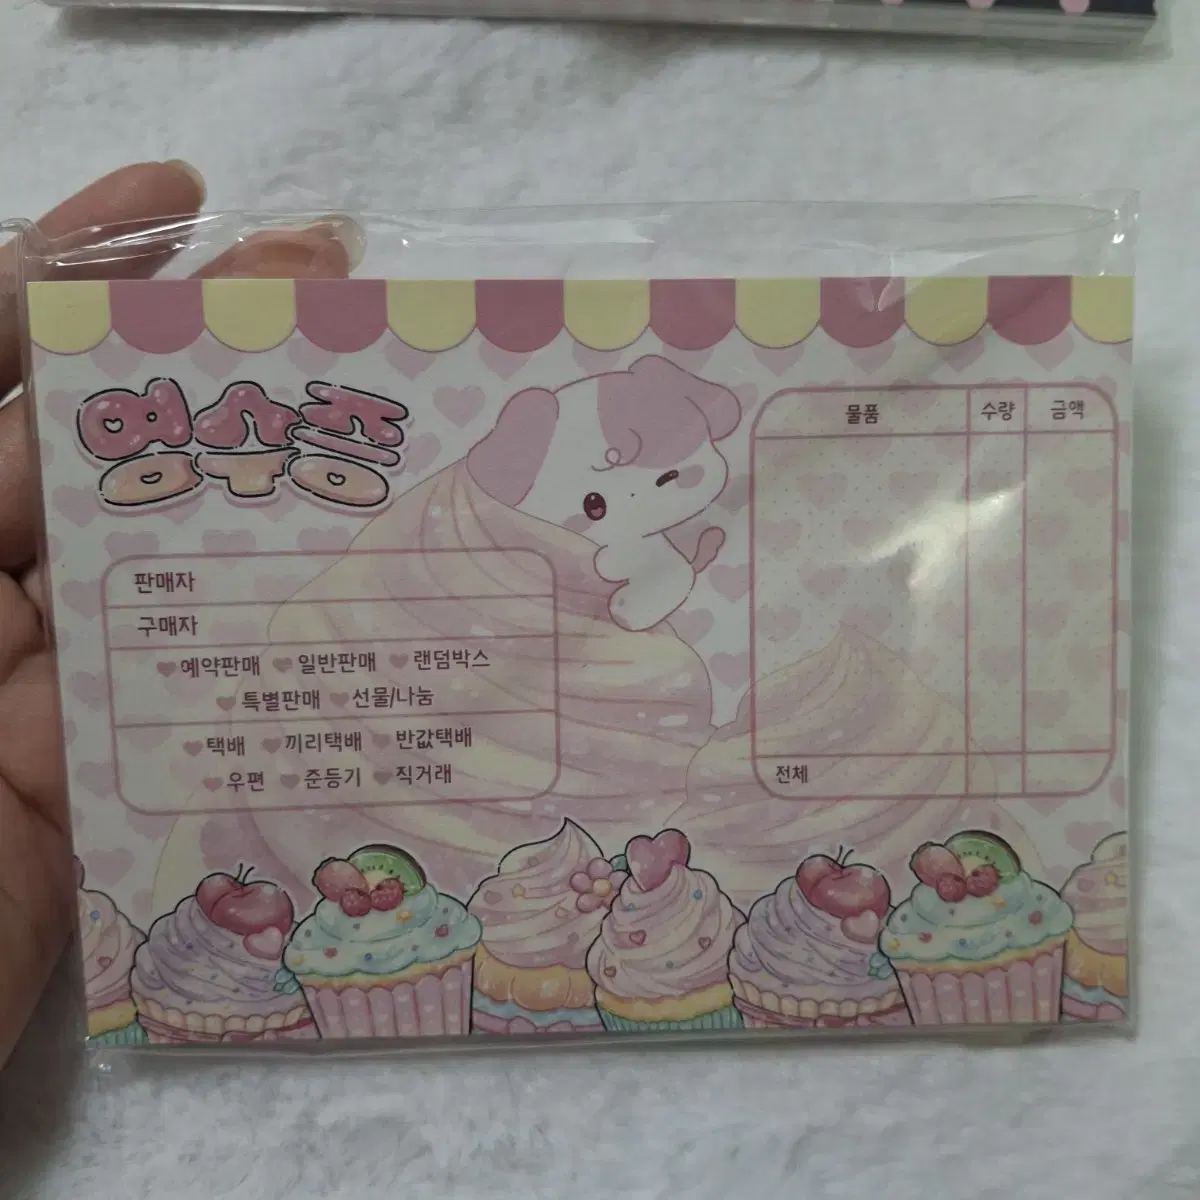 영수증
판매자
구매자
예약판매 일반판매 랜덤박스
특별판매 선물/나눔
택배 끼리택배 반값택배
우편 준등기 직거래
물품 수량 금액
전체